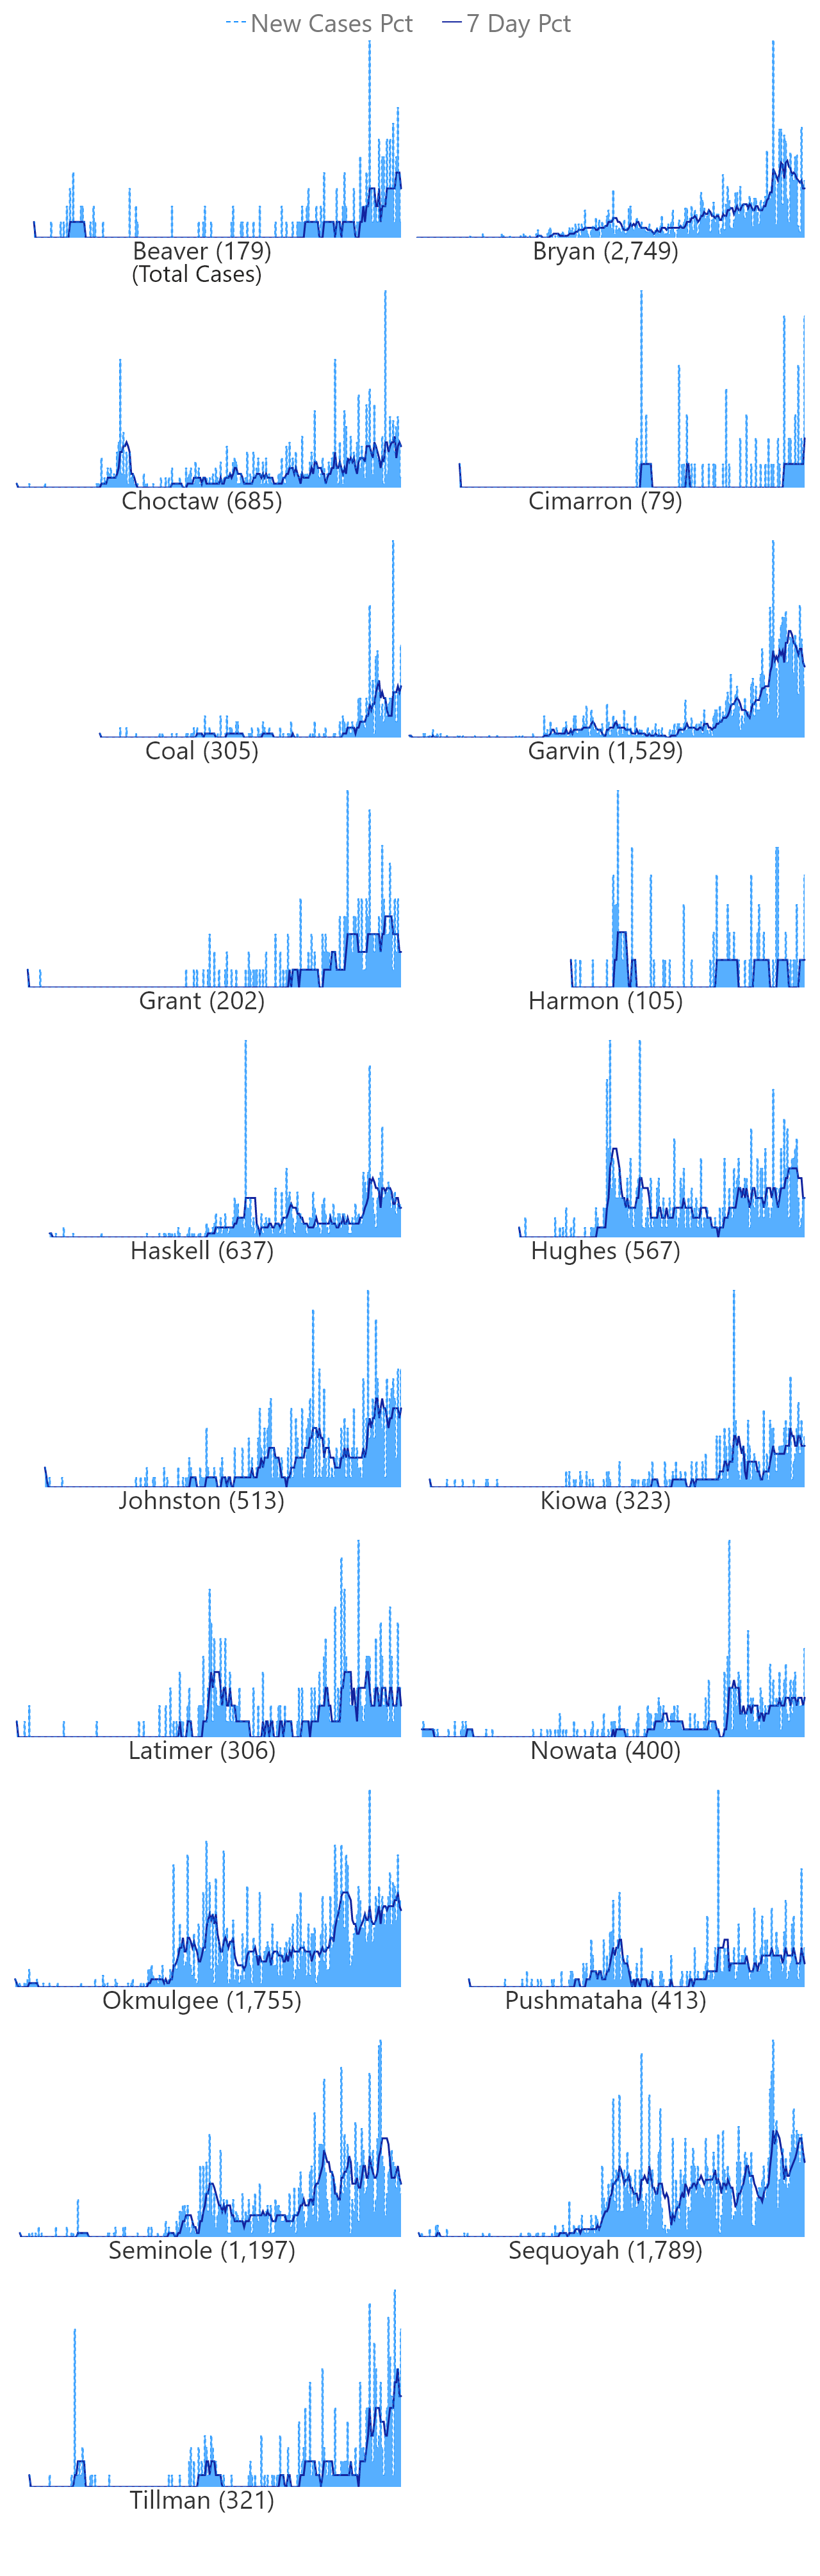 New Cases Pct 7 Day Pct
Beaver (179) Bryan (2,749)
(Total Cases)
Choctaw (685) Cimarron (79)
Coal (305) Garvin (1,529)
Grant (202) Harmon (105)
Haskell (637) Hughes (567)
Johnston (513) Kiowa (323)
Latimer (306) Nowata (400)
Okmulgee (1,755) Pushmataha (413)
Seminole (1,197) Sequoyah (1,789)
Tillman (321)